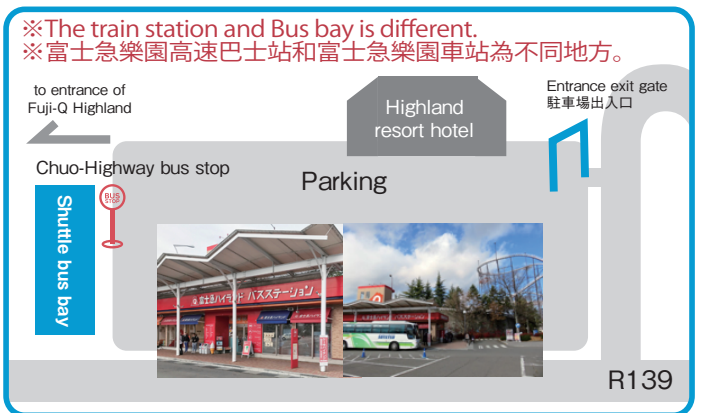 ※The train station and Bus bay is different.
※富士急樂園高速巴士站和富士急樂園車站為不同地方。
to entrance of
Fuji-Q Highland
Highland
resort hotel
Entrance exit gate
駐車場出入口
Chuo-Highway bus stop
Parking
BUS
STOP
Shuttle bus bay
富士急ハイランド バスステーション
R139